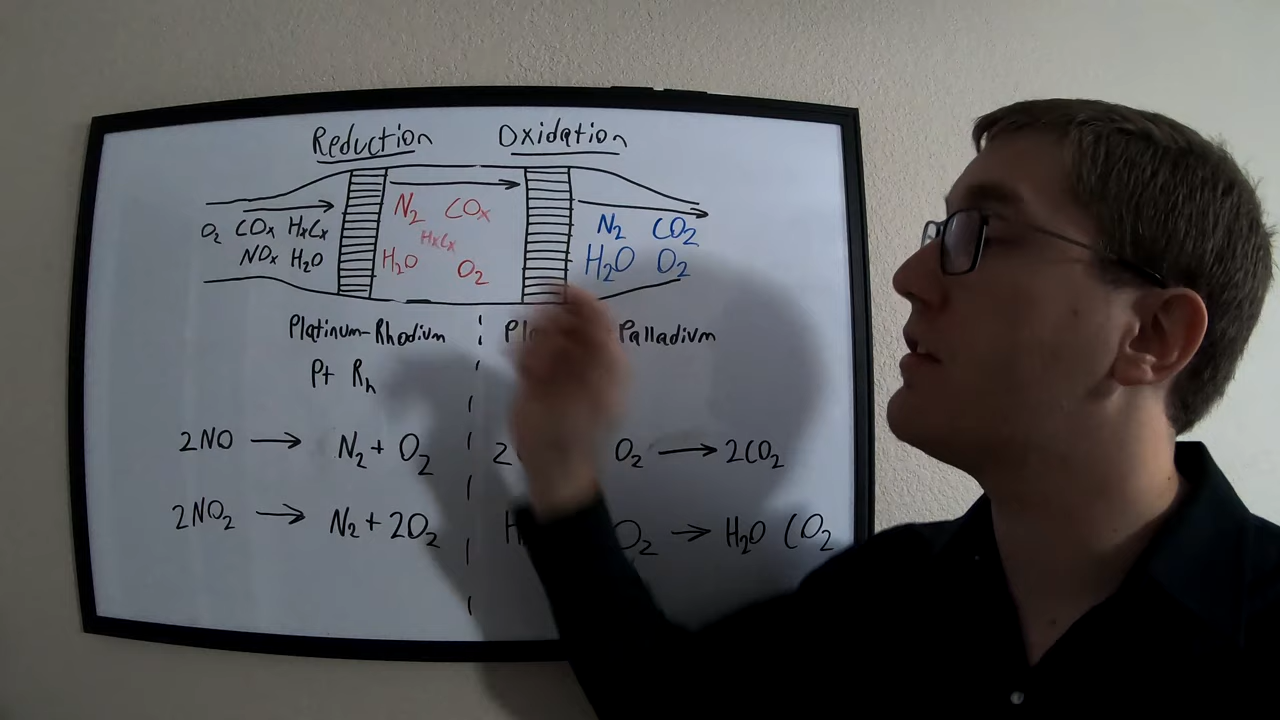 Reduction Oxidation
O₂ COx HxCx
NOx H₂O
N₂ COx
HxCx
H₂O O₂
N₂ CO₂
H₂O O₂
Platinum-Rhodium
Palladium
Pt Rh
2NO → N₂ + O₂
O₂ → 2CO₂
2NO₂ → N₂ + 2O₂
O₂ → H₂O CO₂